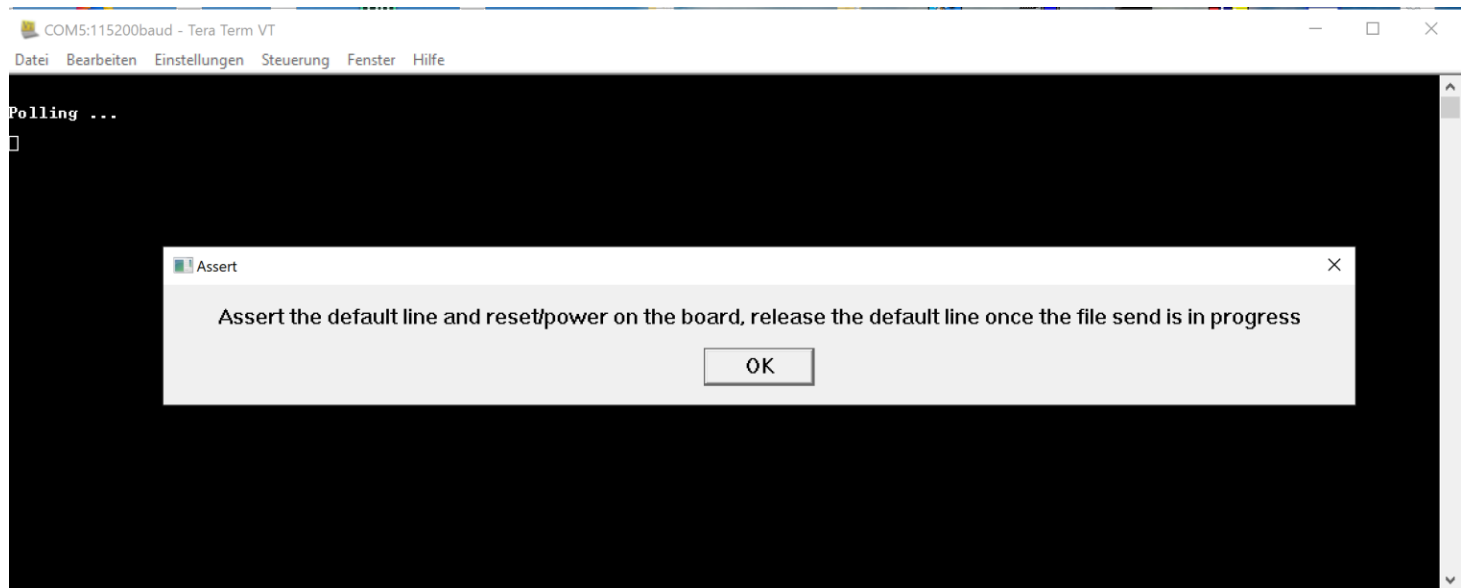 COM5:115200baud - Tera Term VT
Datei Bearbeiten Einstellungen Steuerung Fenster Hilfe
Polling ...
Assert
Assert the default line and reset/power on the board, release the default line once the file send is in progress
OK